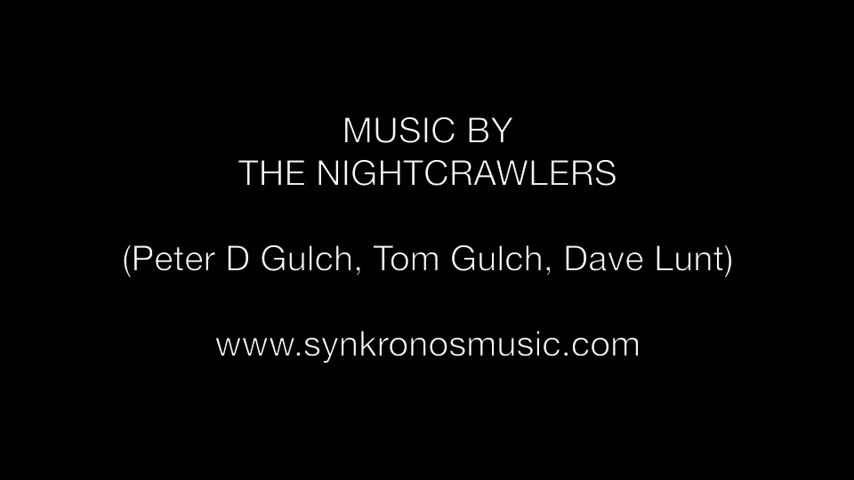 MUSIC BY
THE NIGHTCRAWLERS
(Peter D Gulch, Tom Gulch, Dave Lunt)
www.synkronosmusic.com